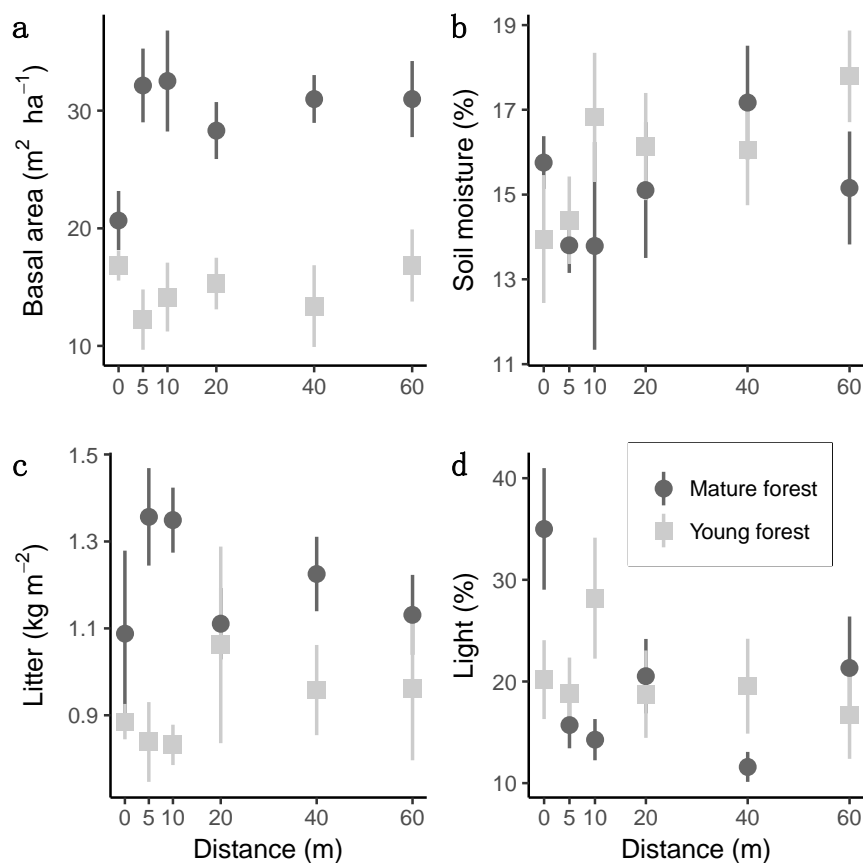 a
Basal area (m² ha⁻¹)
30
20
10
0 5 10 20 40 60
b
Soil moisture (%)
19
17
15
13
11
0 5 10 20 40 60
c
Litter (kg m⁻²)
1.5
1.3
1.1
0.9
0 5 10 20 40 60
Distance (m)
d
Light (%)
40
30
20
10
Mature forest
Young forest
0 5 10 20 40 60
Distance (m)